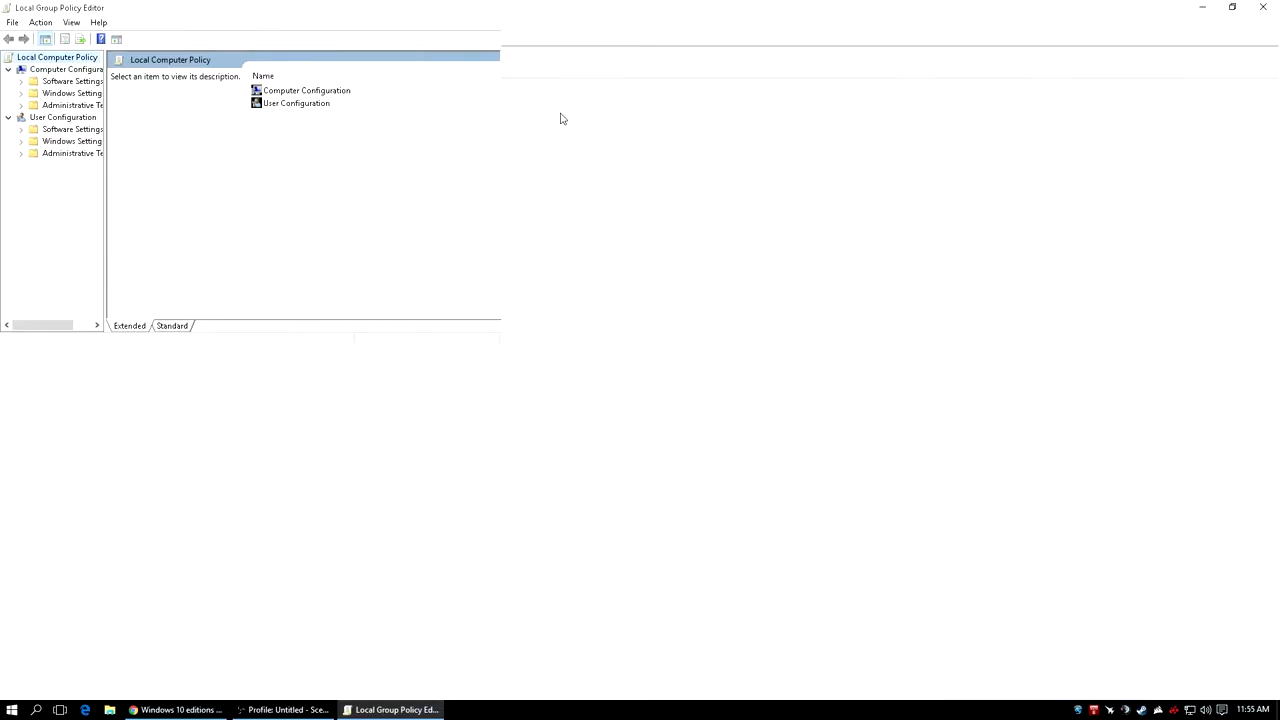 Local Group Policy Editor
File Action View Help
Local Computer Policy
Computer Configura
Software Settings
Windows Setting
Administrative Te
User Configuration
Software Settings
Windows Setting
Administrative Te
Local Computer Policy
Select an item to view its description.
Name
Computer Configuration
User Configuration
Extended Standard
Windows 10 editions ... Profile: Untitled - Sce... Local Group Policy Ed... 11:55 AM